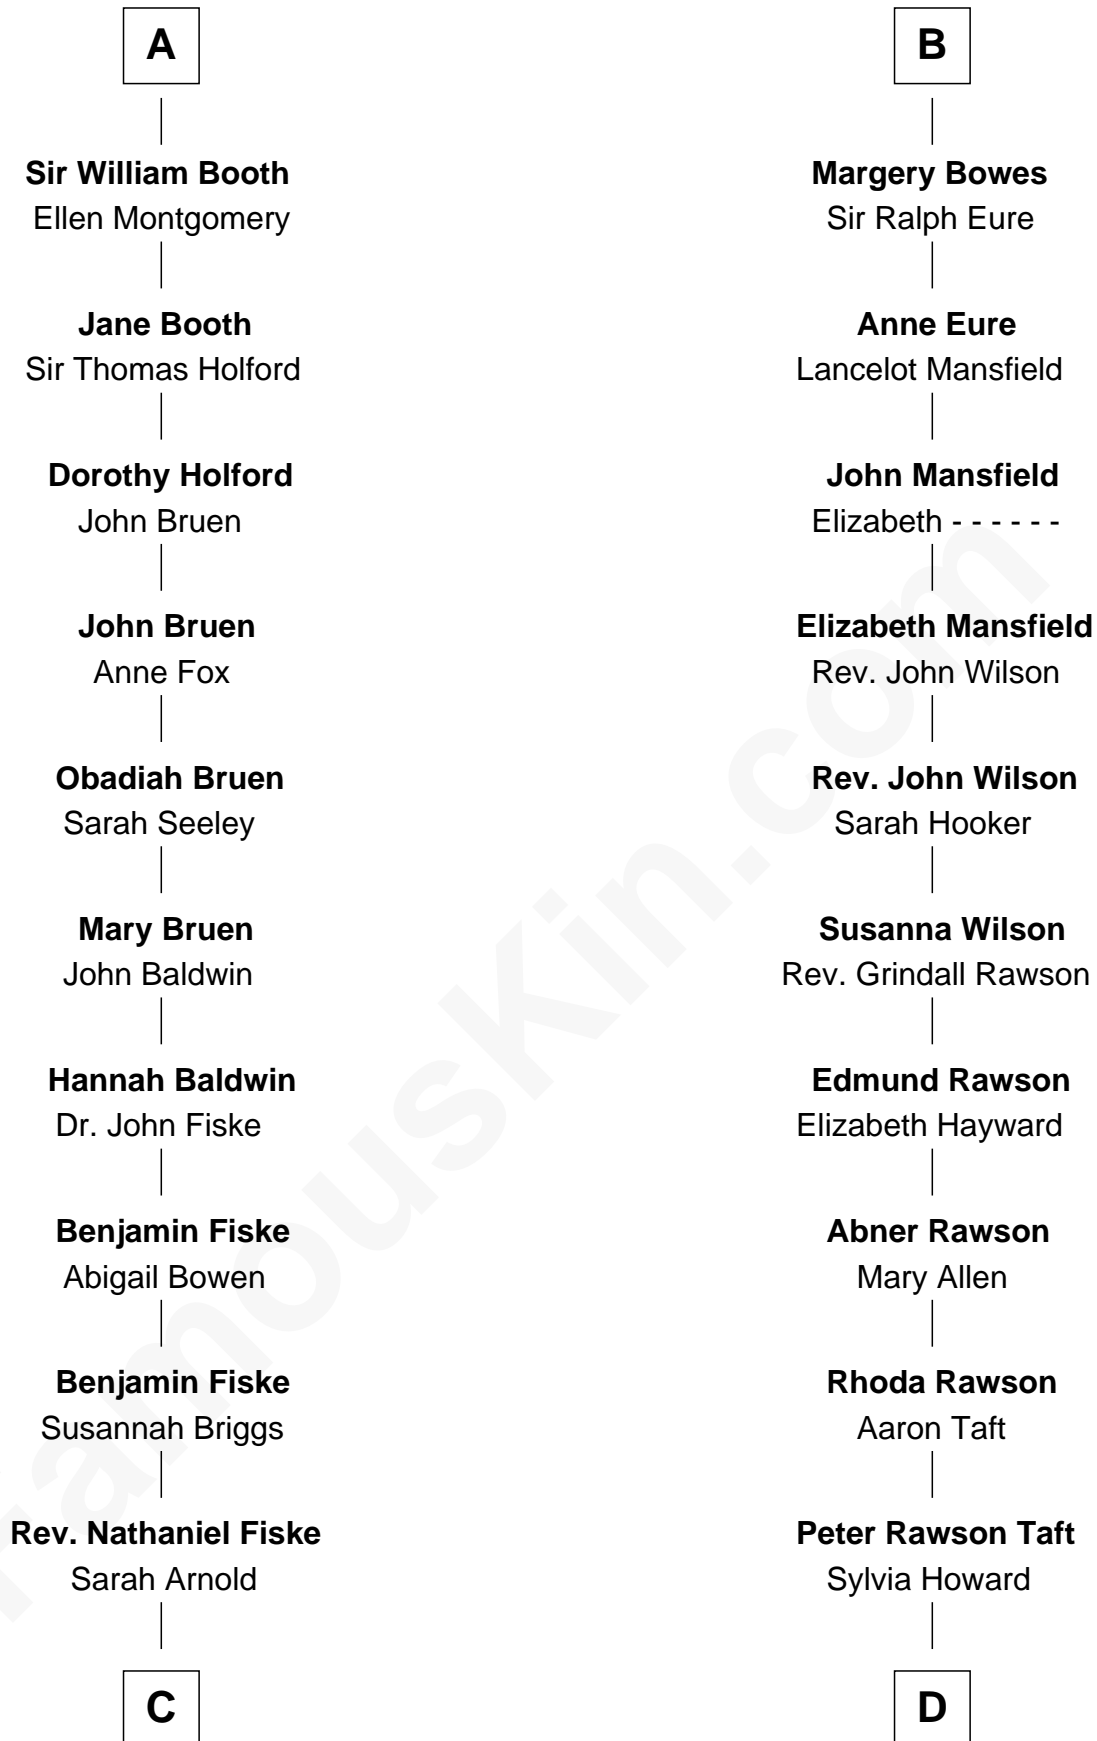 A
Sir William Booth
Ellen Montgomery
Jane Booth
Sir Thomas Holford
Dorothy Holford
John Bruen
John Bruen
Anne Fox
Obadiah Bruen
Sarah Seeley
Mary Bruen
John Baldwin
Hannah Baldwin
Dr. John Fiske
Benjamin Fiske
Abigail Bowen
Benjamin Fiske
Susannah Briggs
Rev. Nathaniel Fiske
Sarah Arnold
C
B
Margery Bowes
Sir Ralph Eure
Anne Eure
Lancelot Mansfield
John Mansfield
Elizabeth - - - - - -
Elizabeth Mansfield
Rev. John Wilson
Rev. John Wilson
Sarah Hooker
Susanna Wilson
Rev. Grindall Rawson
Edmund Rawson
Elizabeth Hayward
Abner Rawson
Mary Allen
Rhoda Rawson
Aaron Taft
Peter Rawson Taft
Sylvia Howard
D
FamousKin.com